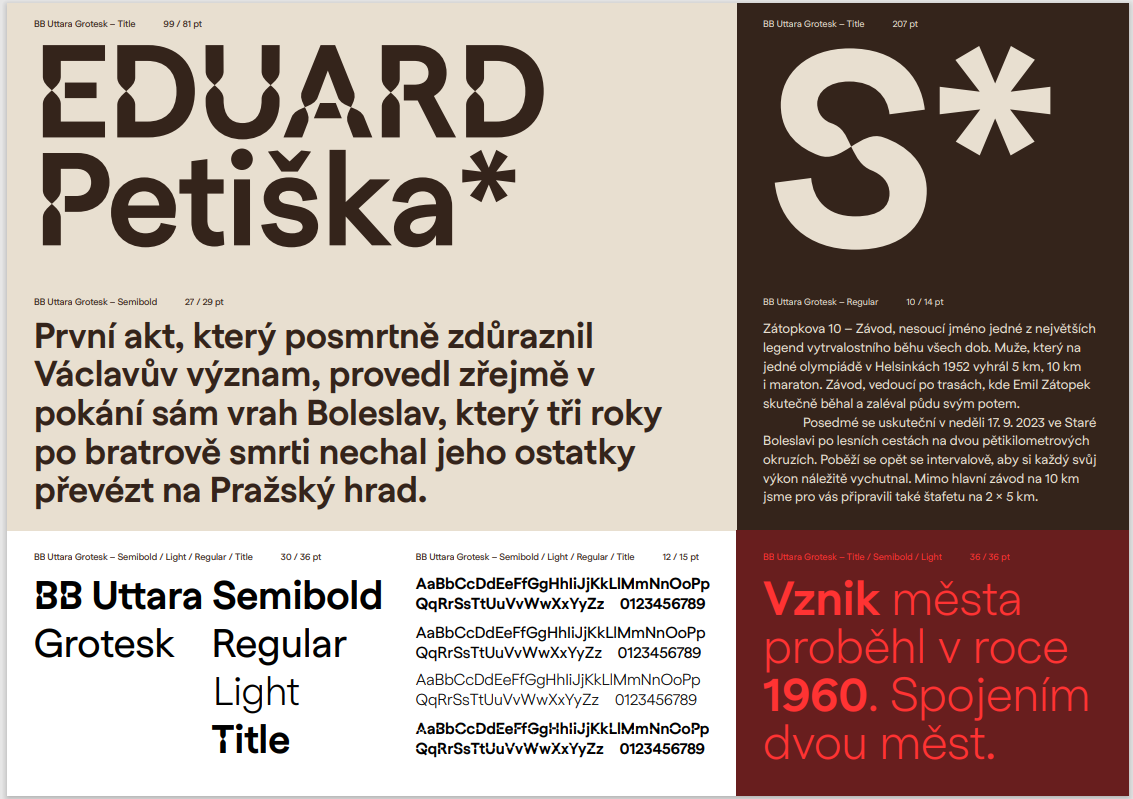 BB Uttara Grotesk – Title 99 / 81 pt
EDUARD
Petiška*
BB Uttara Grotesk – Title 207 pt
S*
BB Uttara Grotesk – Semibold 27 / 29 pt
První akt, který posmrtně zdůraznil
Václavův význam, provedl zřejmě v
pokání sám vrah Boleslav, který tři roky
po bratrově smrti nechal jeho ostatky
převézt na Pražský hrad.
BB Uttara Grotesk – Regular 10 / 14 pt
Zátopkova 10 – Závod, nesoucí jméno jedné z největších
legend vytrvalostního běhu všech dob. Muže, který na
jedné olympiádě v Helsinkách 1952 vyhrál 5 km, 10 km
i maraton. Závod, vedoucí po trasách, kde Emil Zátopek
skutečně běhal a zaléval půdu svým potem.
Posedmé se uskuteční v neděli 17. 9. 2023 ve Staré
Boleslavi po lesních cestách na dvou pětikilometrových
okruzích. Poběží se opět se intervalově, aby si každý svůj
výkon náležitě vychutnal. Mimo hlavní závod na 10 km
jsme pro vás připravili také štafetu na 2 × 5 km.
BB Uttara Grotesk – Semibold / Light / Regular / Title 30 / 36 pt
BB Uttara Semibold
Grotesk Regular
Light
Title
BB Uttara Grotesk – Semibold / Light / Regular / Title 12 / 15 pt
AaBbCcDdEeFfGgHhIiJjKkLlMmNnOoPp
QqRrSsTtUuVvWwXxYyZz 0123456789
AaBbCcDdEeFfGgHhIiJjKkLlMmNnOoPp
QqRrSsTtUuVvWwXxYyZz 0123456789
AaBbCcDdEeFfGgHhIiJjKkLlMmNnOoPp
QqRrSsTtUuVvWwXxYyZz 0123456789
AaBbCcDdEeFfGgHhIiJjKkLlMmNnOoPp
QqRrSsTtUuVvWwXxYyZz 0123456789
BB Uttara Grotesk – Title / Semibold / Light 36 / 36 pt
Vznik města
proběhl v roce
1960. Spojením
dvou měst.